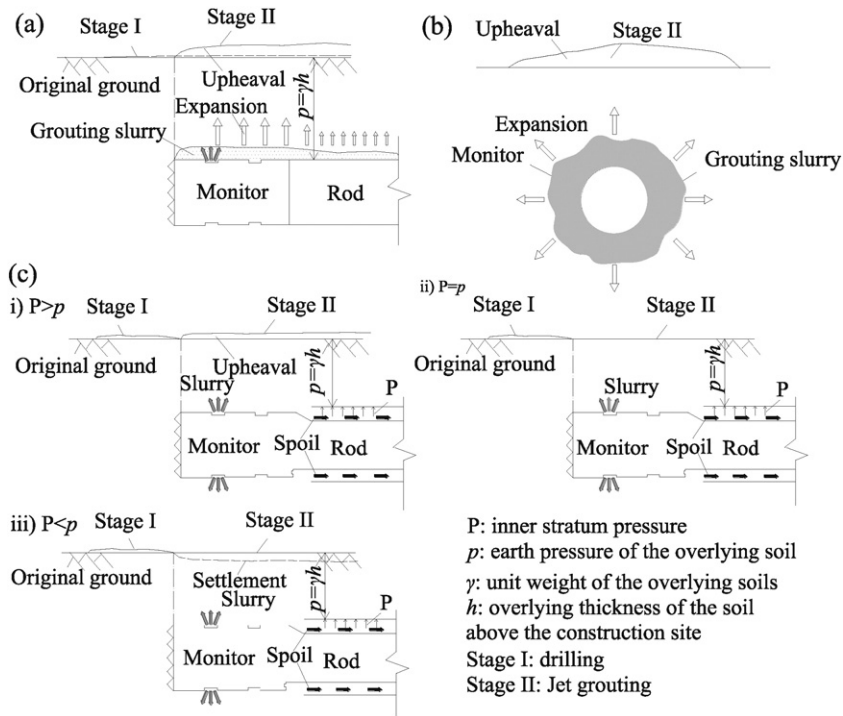 (a)
Stage I
Stage II
Original ground
Upheaval
Expansion
Grouting slurry
p=γh
Monitor
Rod
(b)
Upheaval
Stage II
Expansion
Monitor
Grouting slurry
(c)
i) P>p
Stage I
Stage II
Original ground
Upheaval
Slurry
p=γh
P
Monitor
Spoil
Rod
ii) P=p
Stage I
Stage II
Original ground
Slurry
p=γh
P
Monitor
Spoil
Rod
iii) P<p
Stage I
Stage II
Original ground
Settlement
Slurry
p=γh
P
Monitor
Spoil
Rod
P: inner stratum pressure
p: earth pressure of the overlying soil
γ: unit weight of the overlying soils
h: overlying thickness of the soil
above the construction site
Stage I: drilling
Stage II: Jet grouting